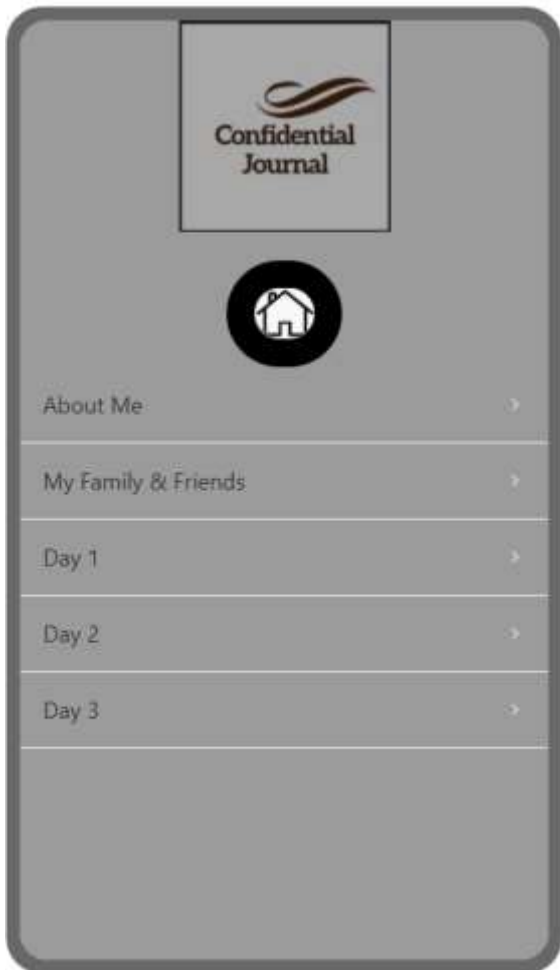 Confidential
Journal
About Me
My Family & Friends
Day 1
Day 2
Day 3